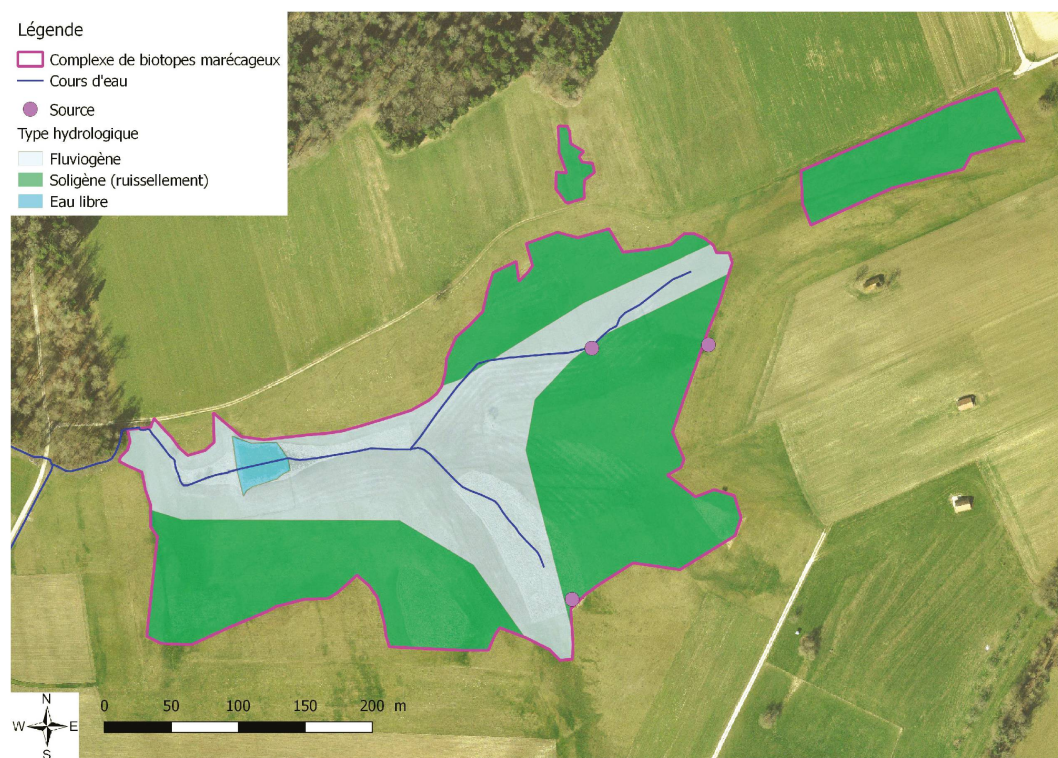 Légende
Complexe de biotopes marécageux
Cours d'eau
Source
Type hydrologique
Fluviogène
Soligène (ruissellement)
Eau libre
N
W E
S
0 50 100 150 200 m